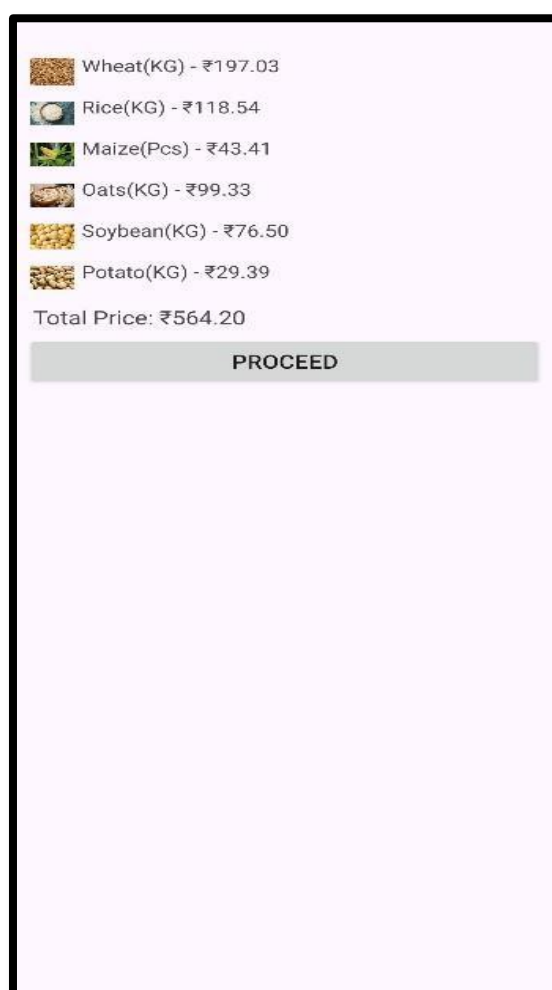 Wheat(KG) - ₹197.03
Rice(KG) - ₹118.54
Maize(Pcs) - ₹43.41
Oats(KG) - ₹99.33
Soybean(KG) - ₹76.50
Potato(KG) - ₹29.39
Total Price: ₹564.20
PROCEED